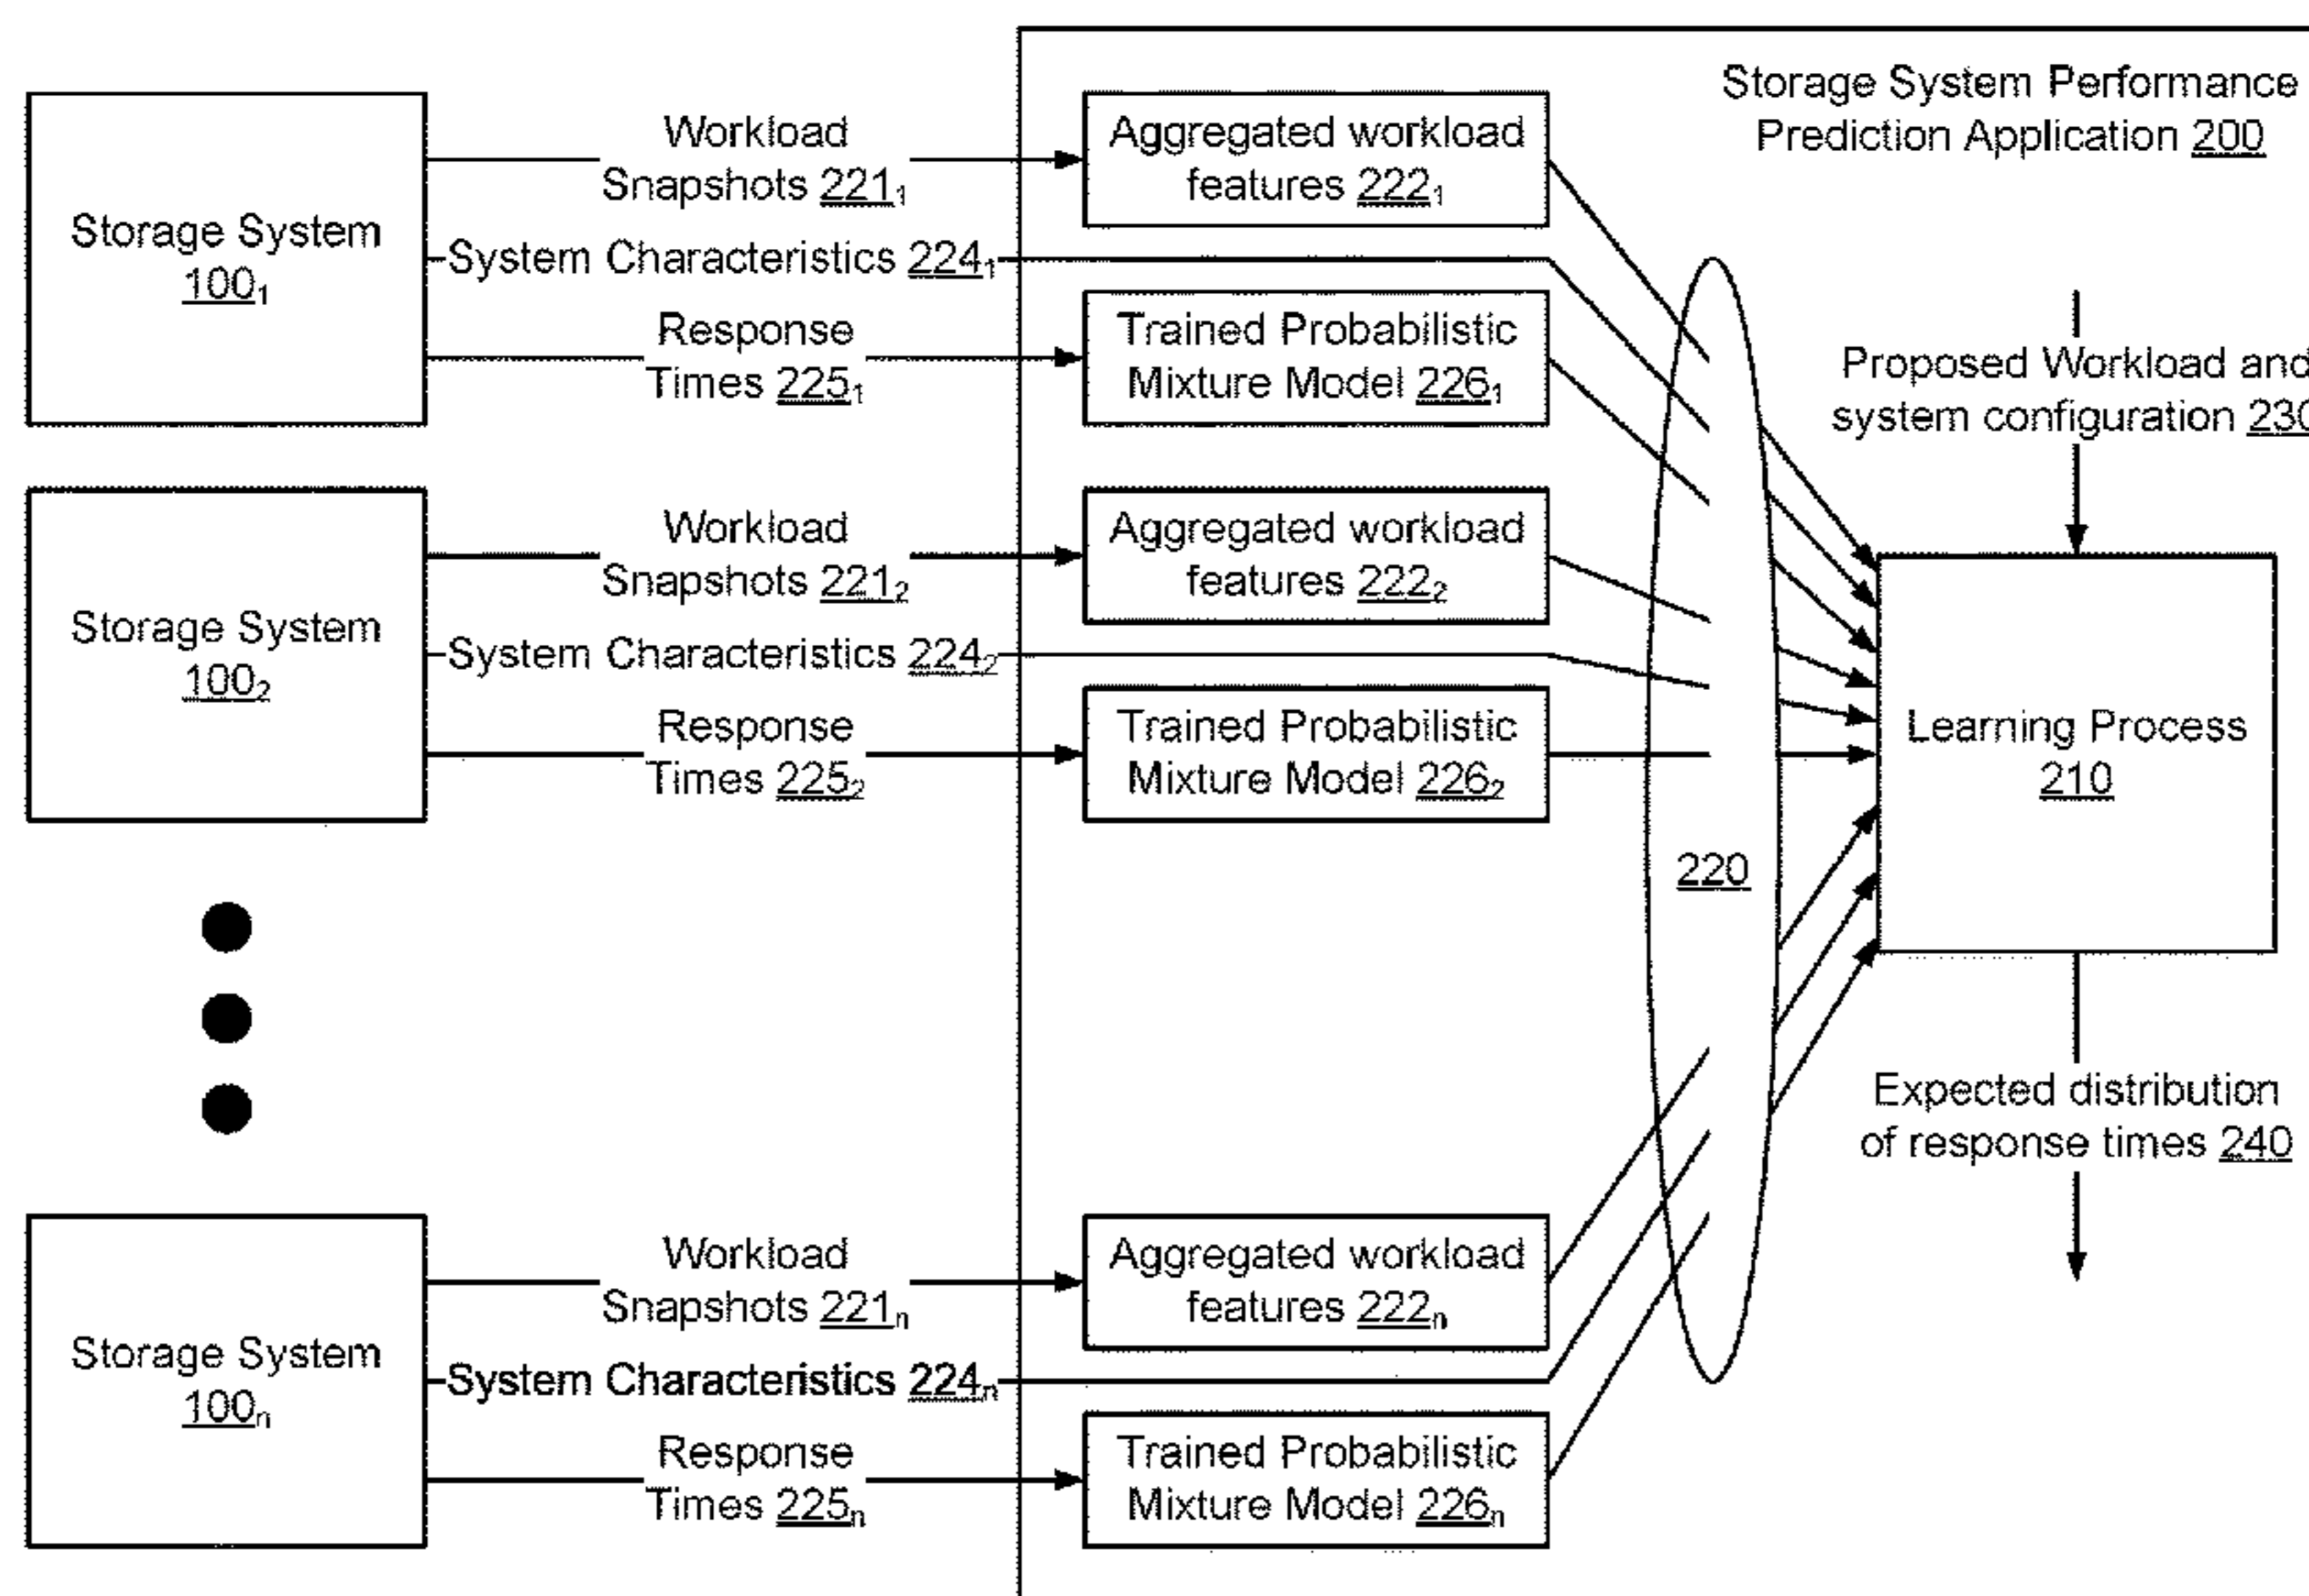 Storage System Performance
Prediction Application 200
Storage System
100₁
Workload
Snapshots 221₁
System Characteristics 224₁
Response
Times 225₁
Aggregated workload
features 222₁
Trained Probabilistic
Mixture Model 226₁
Storage System
100₂
Workload
Snapshots 221₂
System Characteristics 224₂
Response
Times 225₂
Aggregated workload
features 222₂
Trained Probabilistic
Mixture Model 226₂
Storage System
100ₙ
Workload
Snapshots 221ₙ
System Characteristics 224ₙ
Response
Times 225ₙ
Aggregated workload
features 222ₙ
Trained Probabilistic
Mixture Model 226ₙ
220
Proposed Workload and
system configuration 230
Learning Process
210
Expected distribution
of response times 240